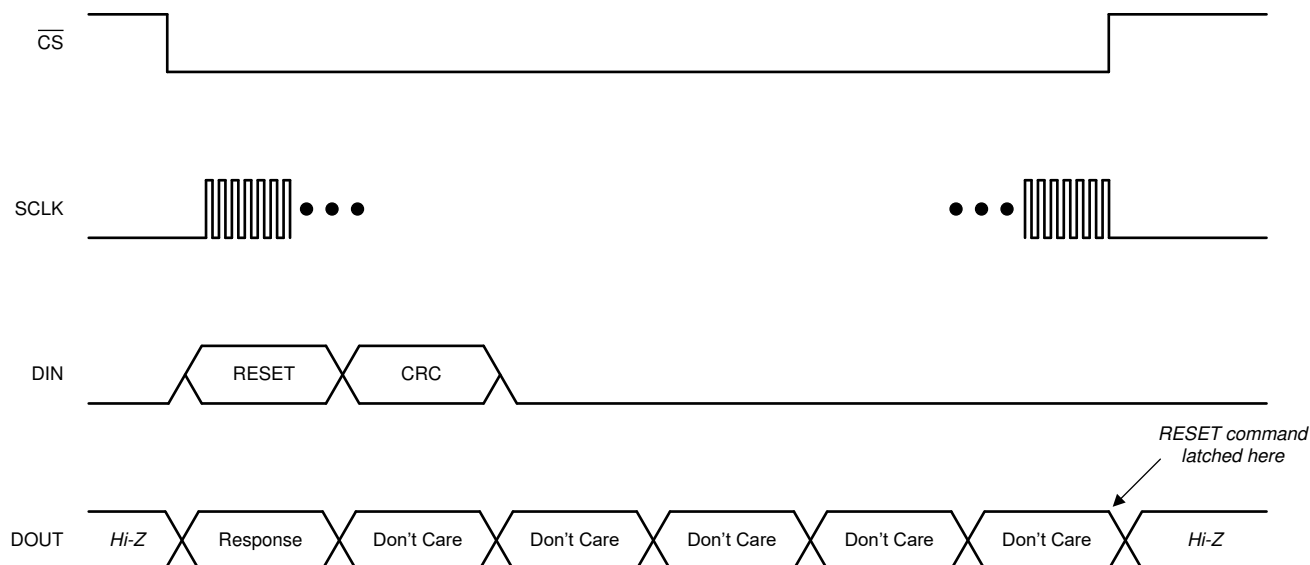 CS
SCLK
DIN
RESET
CRC
RESET command
latched here
DOUT
Hi-Z
Response
Don't Care
Don't Care
Don't Care
Don't Care
Don't Care
Hi-Z